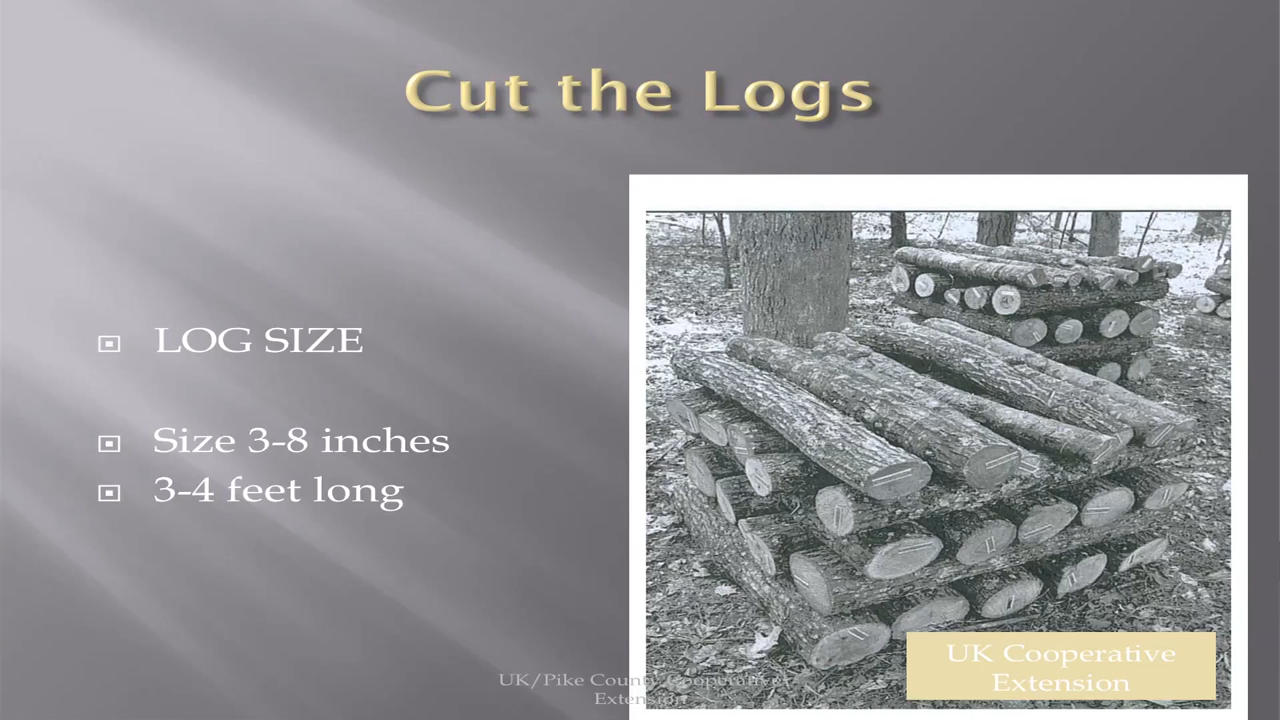 Cut the Logs
LOG SIZE
Size 3-8 inches
3-4 feet long
UK Cooperative
Extension
UK/Pike County Cooperative
Extension